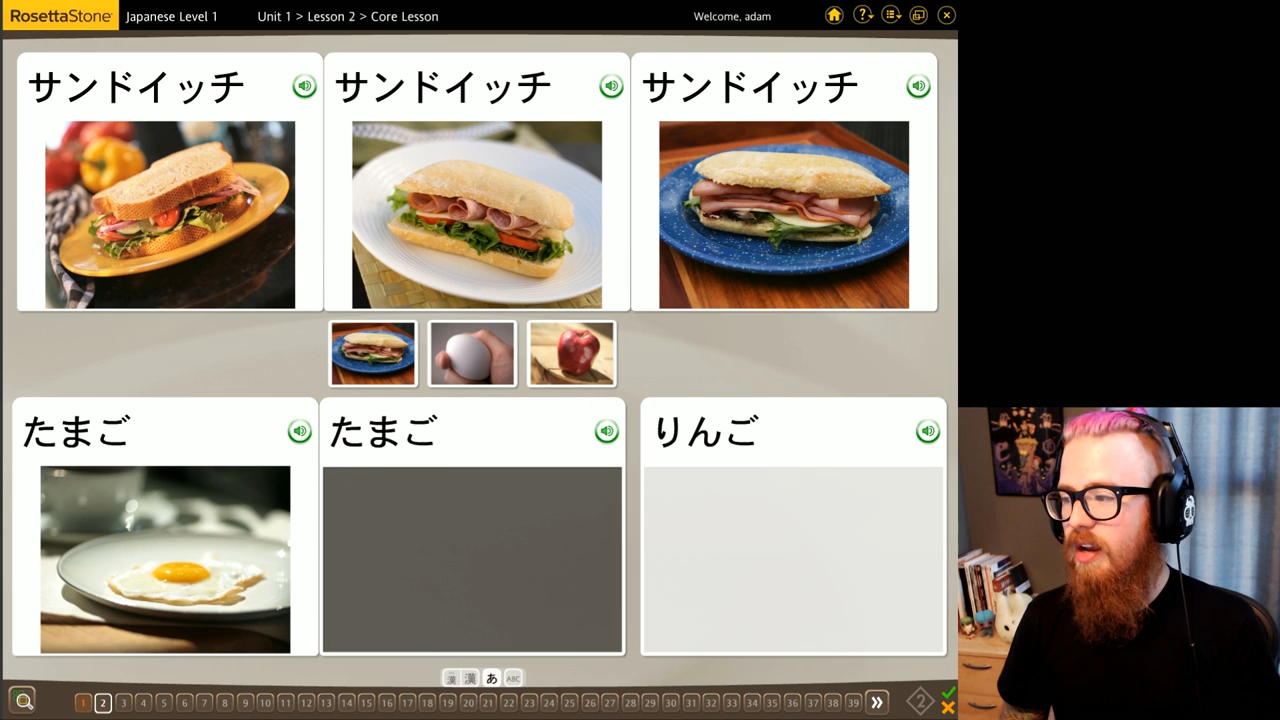 RosettaStone
Japanese Level 1
Unit 1 > Lesson 2 > Core Lesson
Welcome, adam
サンドイッチ
サンドイッチ
サンドイッチ
たまご
たまご
りんご
漢 漢 あ ABC
1 2 3 4 5 6 7 8 9 10 11 12 13 14 15 16 17 18 19 20 21 22 23 24 25 26 27 28 29 30 31 32 33 34 35 36 37 38 39
2